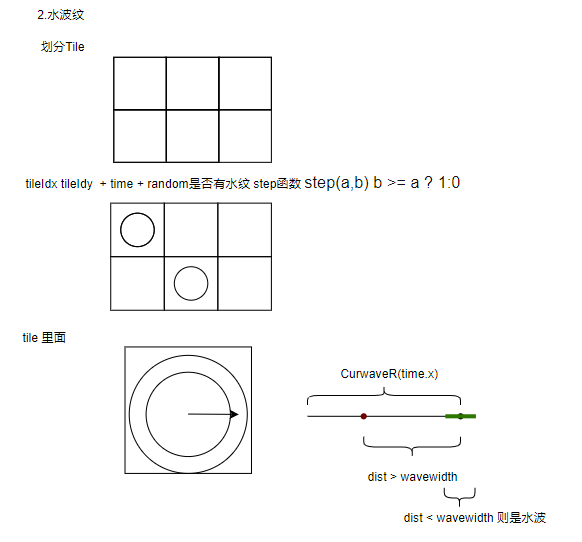 2.水波纹
划分Tile
tileIdx tileIdy + time + random是否有水纹 step函数 step(a,b) b >= a ? 1:0
tile 里面
CurwaveR(time.x)
dist > wavewidth
dist < wavewidth 则是水波